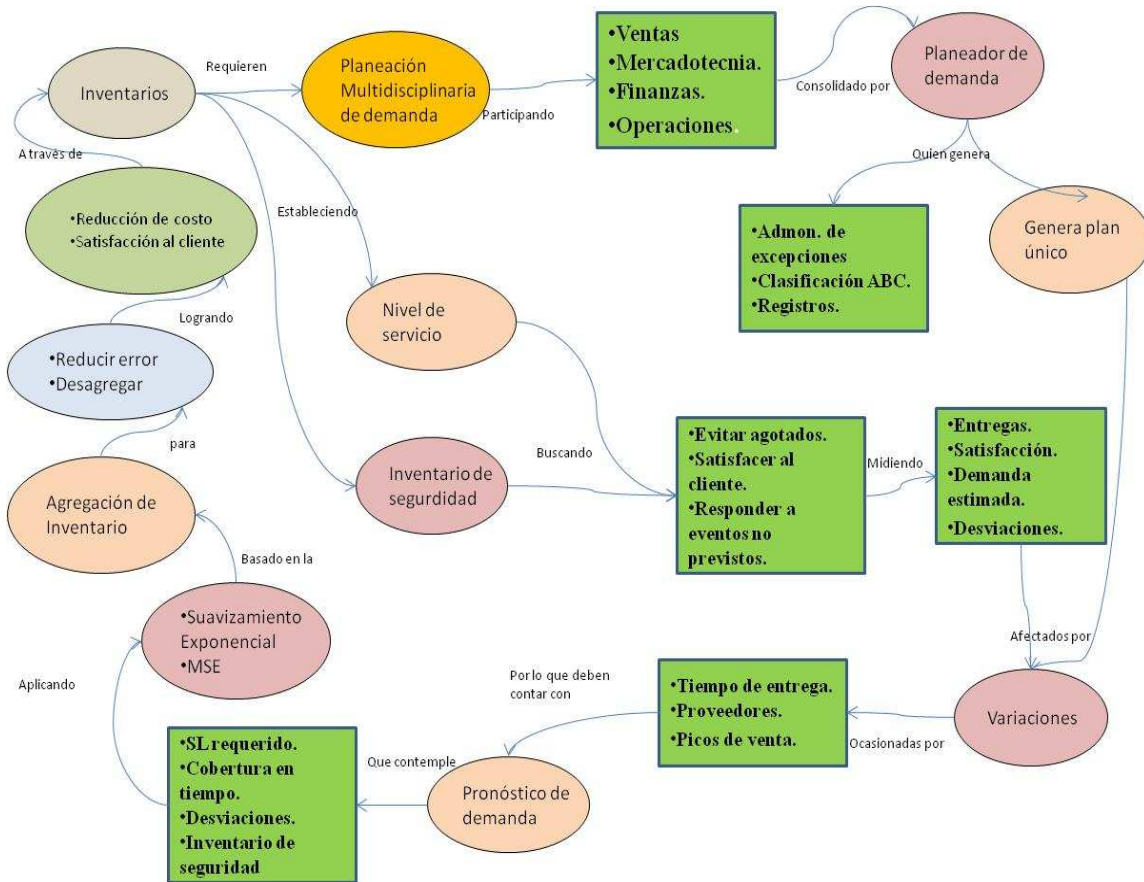 Inventarios
Requieren
Planeación
Multidisciplinaria
de demanda
Participando
•Ventas
•Mercadotecnia.
•Finanzas.
•Operaciones.
Consolidado por
Planeador de
demanda
Quien genera
•Admon. de
excepciones
•Clasificación ABC.
•Registros.
Genera plan
único
A través de
•Reducción de costo
•Satisfacción al cliente
Estableciendo
Logrando
Nivel de
servicio
•Reducir error
•Desagregar
para
Inventario de
segurdidad
Buscando
•Evitar agotados.
•Satisfacer al
cliente.
•Responder a
eventos no
previstos.
Midiendo
•Entregas.
•Satisfacción.
•Demanda
estimada.
•Desviaciones.
Agregación de
Inventario
Basado en la
•Suavizamiento
Exponencial
•MSE
Aplicando
Afectados por
Variaciones
Ocasionadas por
•Tiempo de entrega.
•Proveedores.
•Picos de venta.
Por lo que deben
contar con
Pronóstico de
demanda
Que contemple
•SL requerido.
•Cobertura en
tiempo.
•Desviaciones.
•Inventario de
seguridad